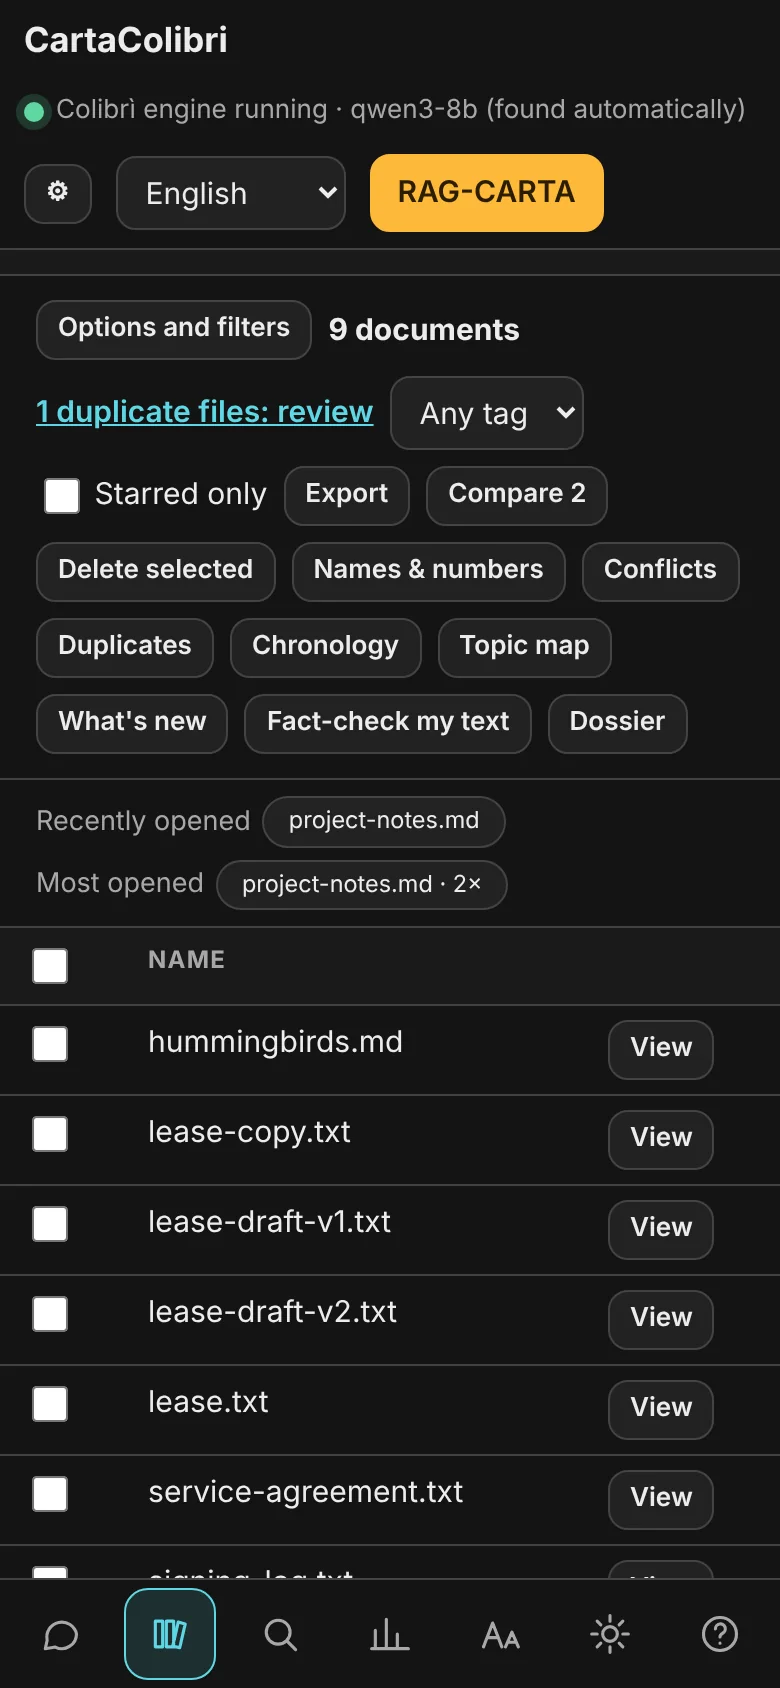 CartaColibri
Colibrì engine running · qwen3-8b (found automatically)
English RAG-CARTA
Options and filters 9 documents
1 duplicate files: review Any tag
Starred only Export Compare 2
Delete selected Names & numbers Conflicts
Duplicates Chronology Topic map
What's new Fact-check my text Dossier
Recently opened project-notes.md
Most opened project-notes.md · 2×
NAME
hummingbirds.md View
lease-copy.txt View
lease-draft-v1.txt View
lease-draft-v2.txt View
lease.txt View
service-agreement.txt View
AA